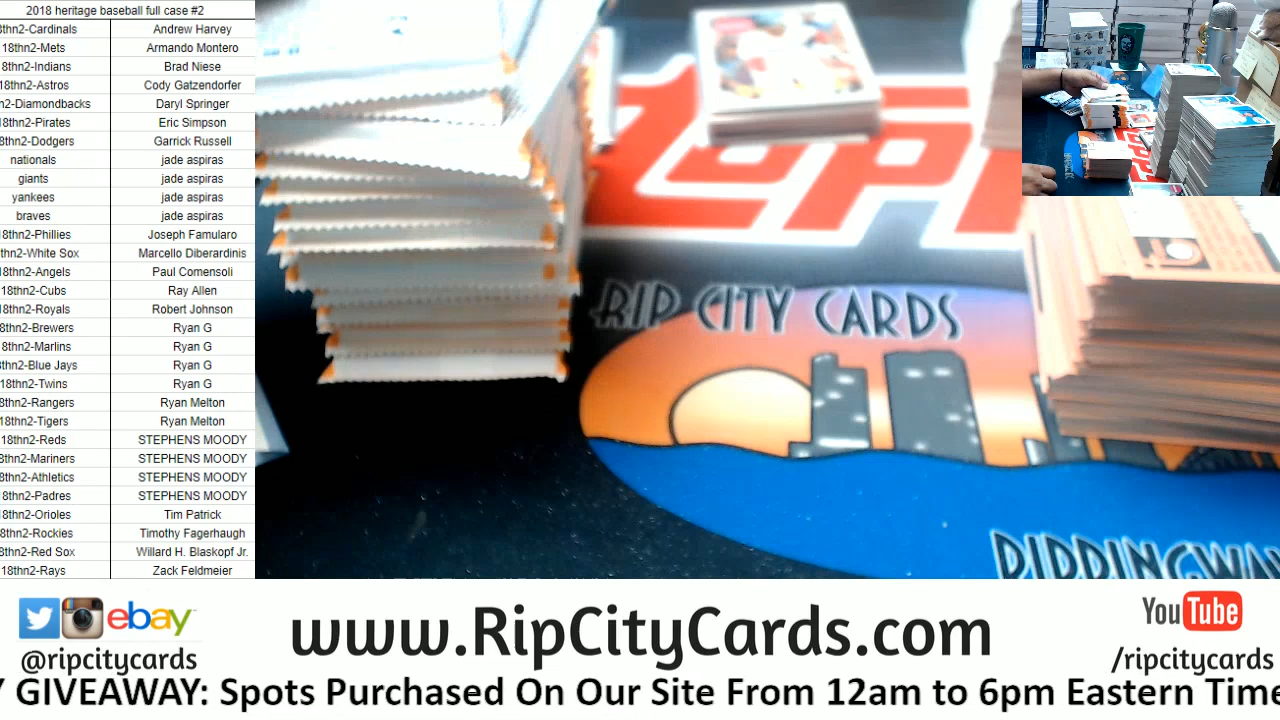 2018 heritage baseball full case #2
8thn2-Cardinals Andrew Harvey
18thn2-Mets Armando Montero
8thn2-Indians Brad Niese
18thn2-Astros Cody Gatzendorfer
n2-Diamondbacks Daryl Springer
8thn2-Pirates Eric Simpson
8thn2-Dodgers Garrick Russell
nationals jade aspiras
giants jade aspiras
yankees jade aspiras
braves jade aspiras
8thn2-Phillies Joseph Famularo
thn2-White Sox Marcello Diberardinis
18thn2-Angels Paul Comensoli
18thn2-Cubs Ray Allen
18thn2-Royals Robert Johnson
8thn2-Brewers Ryan G
18thn2-Marlins Ryan G
8thn2-Blue Jays Ryan G
18thn2-Twins Ryan G
8thn2-Rangers Ryan Melton
18thn2-Tigers Ryan Melton
18thn2-Reds STEPHENS MOODY
8thn2-Mariners STEPHENS MOODY
8thn2-Athletics STEPHENS MOODY
18thn2-Padres STEPHENS MOODY
18thn2-Orioles Tim Patrick
8thn2-Rockies Timothy Fagerhaugh
8thn2-Red Sox Willard H. Blaskopf Jr.
18thn2-Rays Zack Feldmeier
TOPP
RIP CITY CARDS
RIPPINGWAX
ebay
@ripcitycards
www.RipCityCards.com
YouTube
/ripcitycards
Y GIVEAWAY: Spots Purchased On Our Site From 12am to 6pm Eastern Time